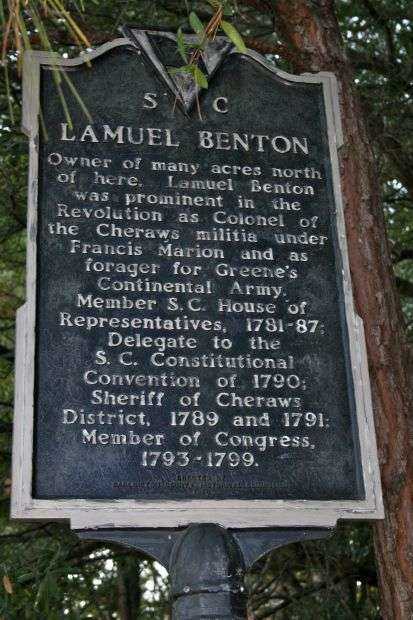 S C
LAMUEL BENTON
Owner of many acres north
of here, Lamuel Benton
was prominent in the
Revolution as Colonel of
the Cheraws militia under
Francis Marion and as
forager for Greene's
Continental Army.
Member S.C. House of
Representatives, 1781-87;
Delegate to the
S. C. Constitutional
Convention of 1790;
Sheriff of Cheraws
District, 1789 and 1791;
Member of Congress,
1793-1799.